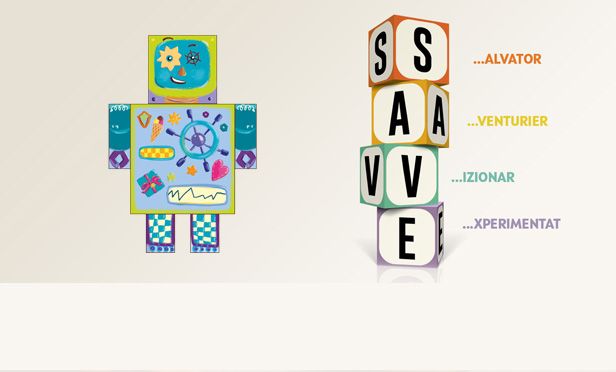 S S ...ALVATOR
A A ...VENTURIER
V V ...IZIONAR
E E ...XPERIMENTAT